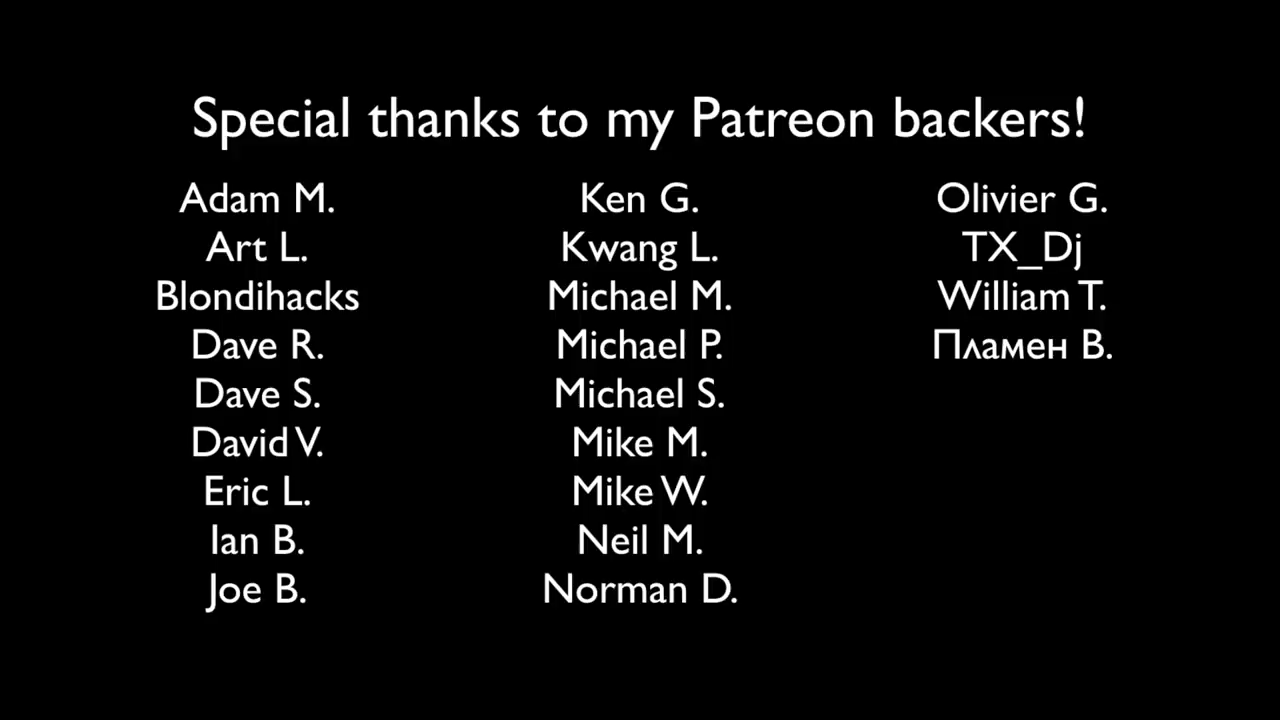 Special thanks to my Patreon backers!
Adam M.
Art L.
Blondihacks
Dave R.
Dave S.
David V.
Eric L.
Ian B.
Joe B.
Ken G.
Kwang L.
Michael M.
Michael P.
Michael S.
Mike M.
Mike W.
Neil M.
Norman D.
Olivier G.
TX_Dj
William T.
Пламен В.